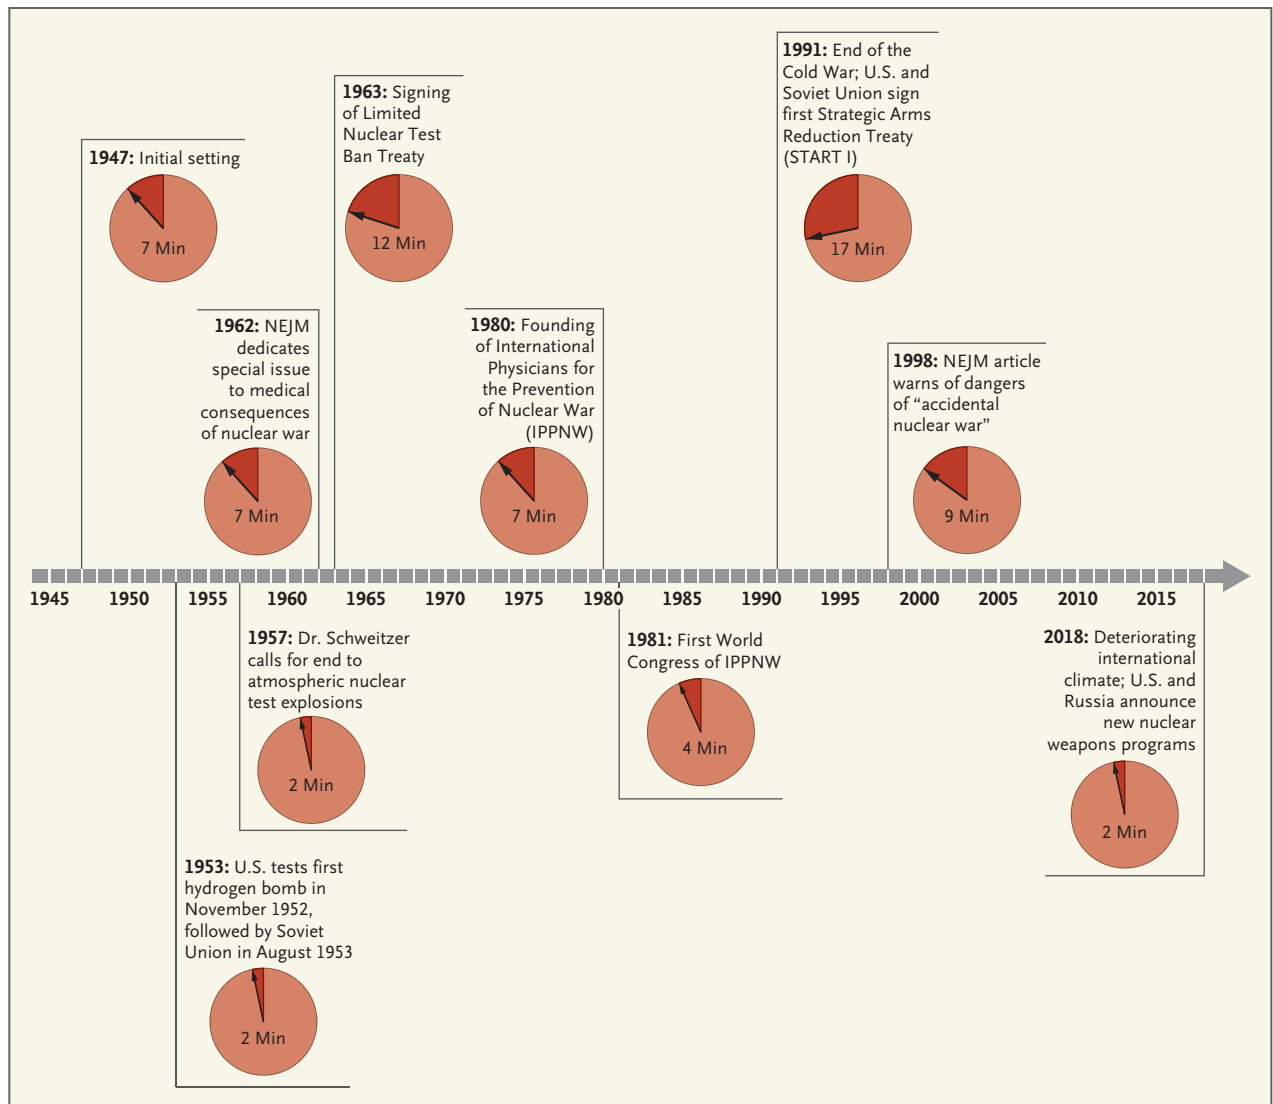 1991: End of the
Cold War; U.S. and
Soviet Union sign
first Strategic Arms
Reduction Treaty
(START I)
17 Min
1963: Signing
of Limited
Nuclear Test
Ban Treaty
12 Min
1947: Initial setting
7 Min
1962: NEJM
dedicates
special issue
to medical
consequences
of nuclear war
7 Min
1980: Founding
of International
Physicians for
the Prevention
of Nuclear War
(IPPNW)
7 Min
1998: NEJM article
warns of dangers
of “accidental
nuclear war”
9 Min
1945 1950 1955 1960 1965 1970 1975 1980 1985 1990 1995 2000 2005 2010 2015
1957: Dr. Schweitzer
calls for end to
atmospheric nuclear
test explosions
2 Min
1981: First World
Congress of IPPNW
4 Min
2018: Deteriorating
international
climate; U.S. and
Russia announce
new nuclear
weapons programs
2 Min
1953: U.S. tests first
hydrogen bomb in
November 1952,
followed by Soviet
Union in August 1953
2 Min